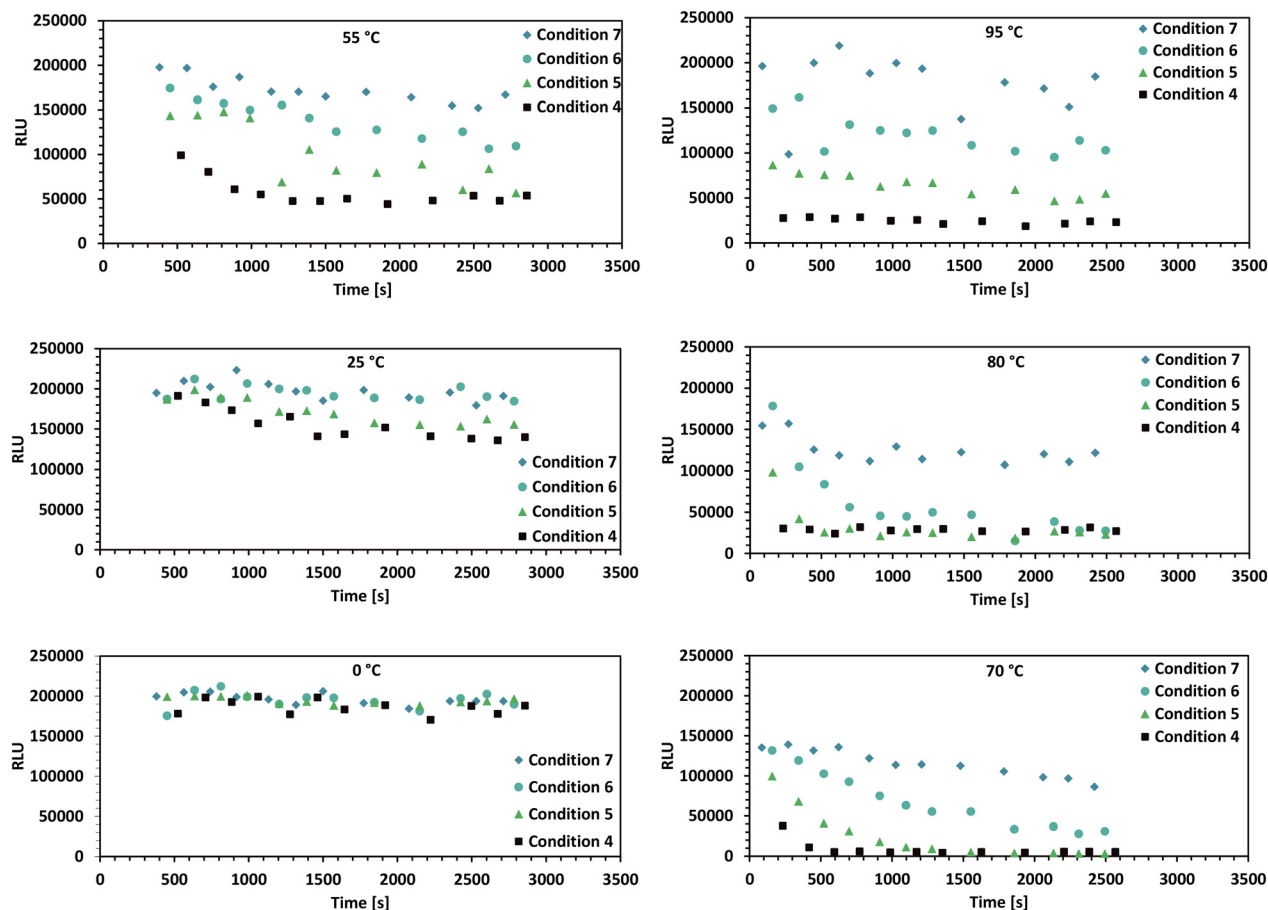 55 °C
250000
200000
150000
100000
50000
0
RLU
500
1000
1500
2000
2500
3000
3500
Time [s]
Condition 7
Condition 6
Condition 5
Condition 4
95 °C
250000
200000
150000
100000
50000
0
RLU
0
500
1000
1500
2000
2500
3000
3500
Time [s]
Condition 7
Condition 6
Condition 5
Condition 4
25 °C
250000
200000
150000
100000
50000
0
RLU
0
500
1000
1500
2000
2500
3000
3500
Time [s]
Condition 7
Condition 6
Condition 5
Condition 4
80 °C
250000
200000
150000
100000
50000
0
RLU
0
500
1000
1500
2000
2500
3000
3500
Time [s]
Condition 7
Condition 6
Condition 5
Condition 4
0 °C
250000
200000
150000
100000
50000
0
RLU
0
500
1000
1500
2000
2500
3000
3500
Time [s]
Condition 7
Condition 6
Condition 5
Condition 4
70 °C
250000
200000
150000
100000
50000
0
RLU
0
500
1000
1500
2000
2500
3000
3500
Time [s]
Condition 7
Condition 6
Condition 5
Condition 4